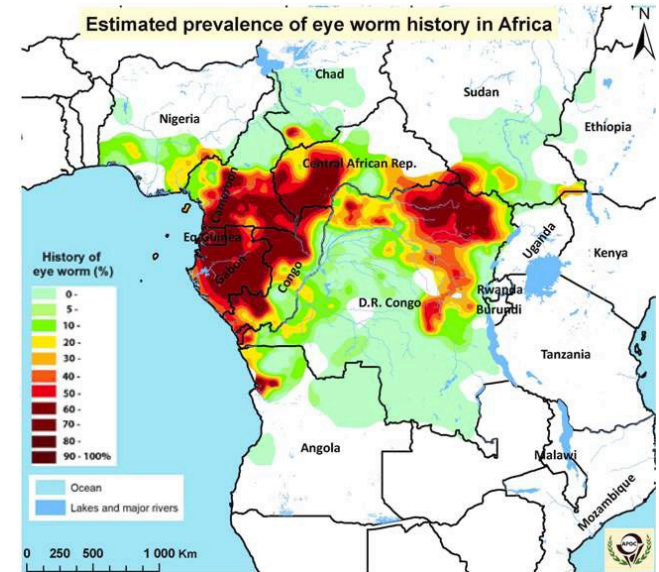 Estimated prevalence of eye worm history in Africa
N
Chad
Sudan
Nigeria
Ethiopia
Central African Rep.
Cameroon
Eq.Guinea
Gabon
Congo
Uganda
Kenya
D.R. Congo
Rwanda
Burundi
Tanzania
Angola
Malawi
Mozambique
History of
eye worm (%)
0 -
5 -
10 -
20 -
30 -
40 -
50 -
60 -
70 -
80 -
90 - 100%
Ocean
Lakes and major rivers
0 250 500 1 000 Km
APOC